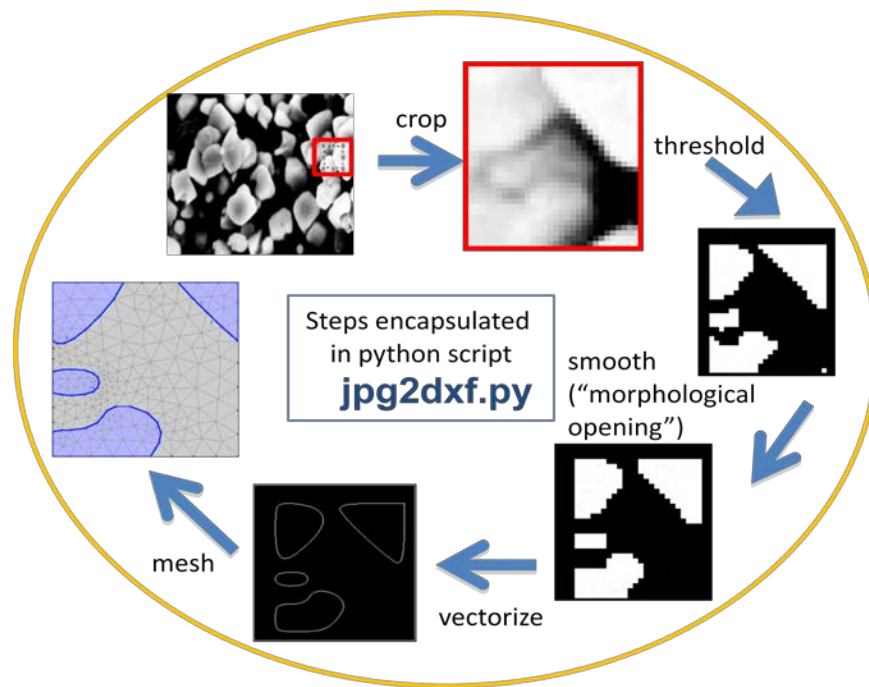 crop
threshold
Steps encapsulated
in python script
jpg2dxf.py
smooth
(“morphological
opening”)
mesh
vectorize